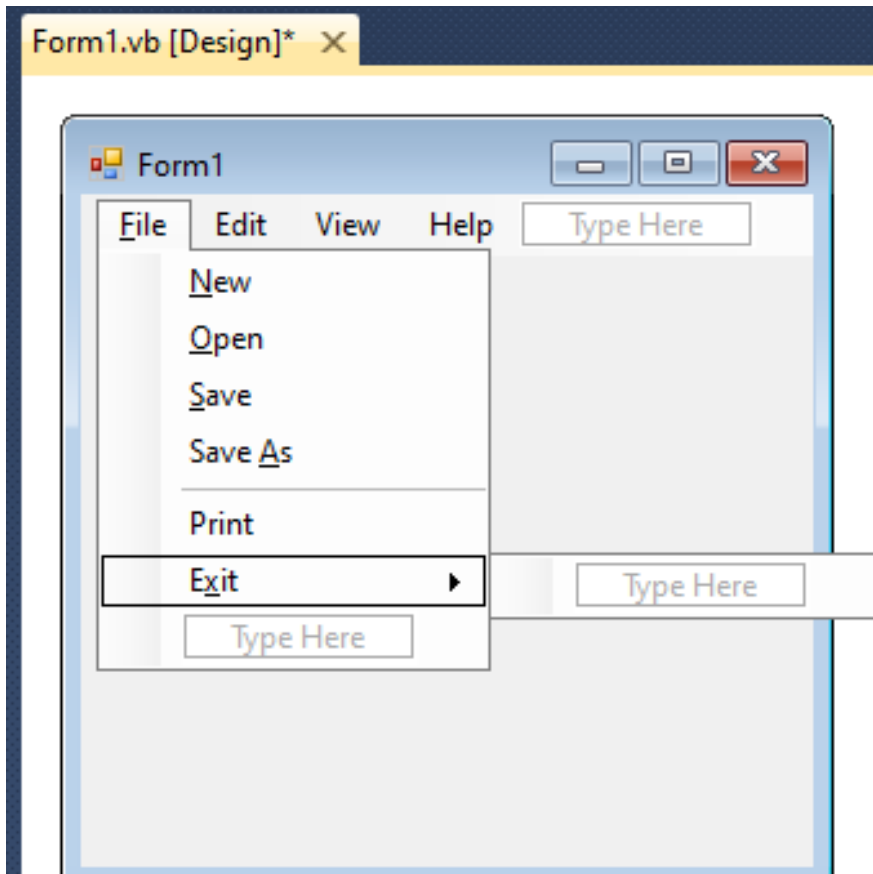 Form1.vb [Design]*
Form1
File Edit View Help Type Here
New
Open
Save
Save As
Print
Exit Type Here
Type Here